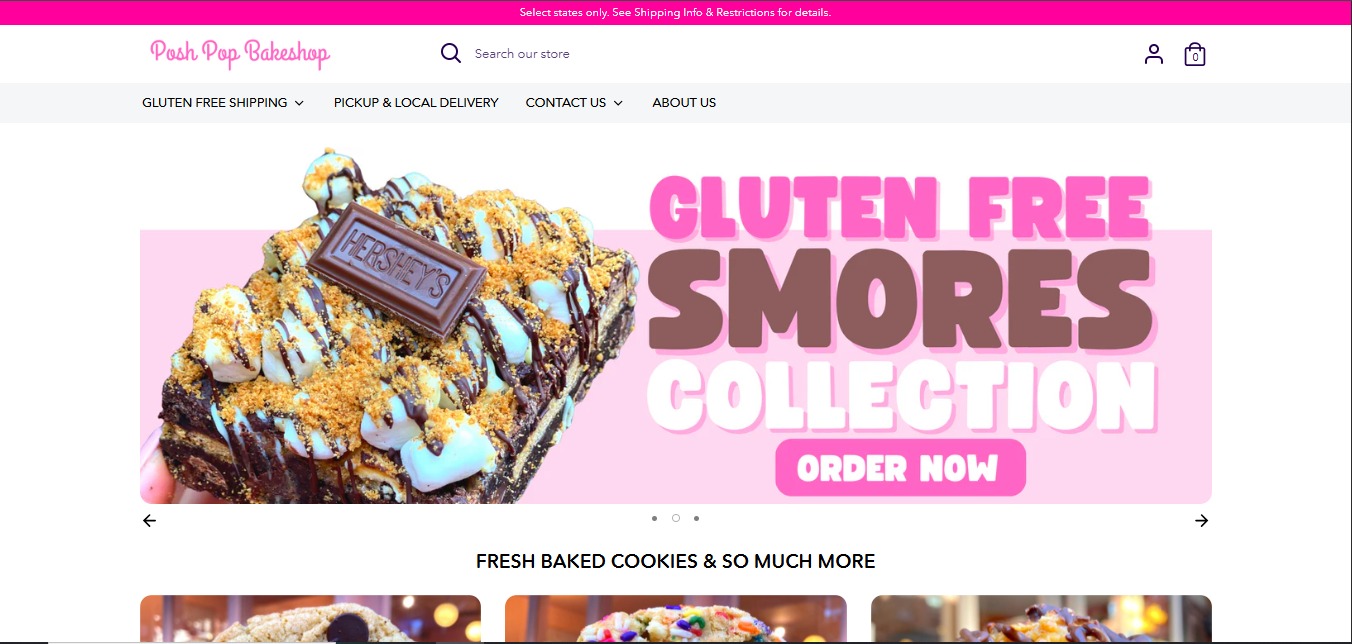 Select states only. See Shipping Info & Restrictions for details.
Posh Pop Bakeshop
Search our store
0
GLUTEN FREE SHIPPING
PICKUP & LOCAL DELIVERY
CONTACT US
ABOUT US
HERSHEY'S
GLUTEN FREE
SMORES
COLLECTION
ORDER NOW
FRESH BAKED COOKIES & SO MUCH MORE